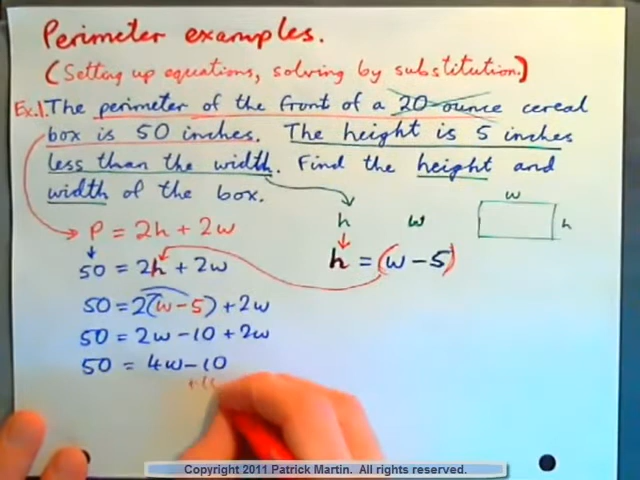 Perimeter examples.
(Setting up equations, solving by substitution.)
Ex.1. The perimeter of the front of a 20-ounce cereal
box is 50 inches. The height is 5 inches
less than the width. Find the height and
width of the box.
w
h
P = 2h + 2w
h w
50 = 2h + 2w
h = (w - 5)
50 = 2(w - 5) + 2w
50 = 2w - 10 + 2w
50 = 4w - 10
Copyright 2011 Patrick Martin. All rights reserved.